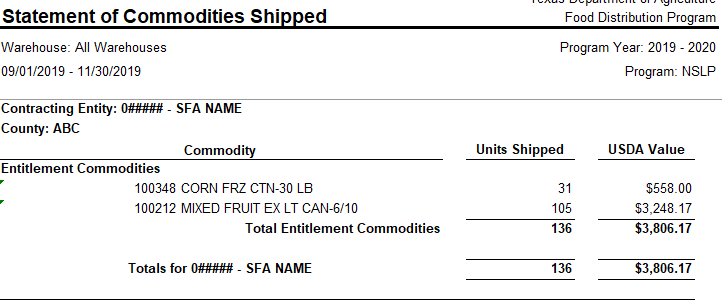 Texas Department of Agriculture
Statement of Commodities Shipped
Food Distribution Program
Warehouse: All Warehouses
Program Year: 2019 - 2020
09/01/2019 - 11/30/2019
Program: NSLP
Contracting Entity: 0##### - SFA NAME
County: ABC
Commodity Units Shipped USDA Value
Entitlement Commodities
100348 CORN FRZ CTN-30 LB 31 $558.00
100212 MIXED FRUIT EX LT CAN-6/10 105 $3,248.17
Total Entitlement Commodities 136 $3,806.17
Totals for 0##### - SFA NAME 136 $3,806.17